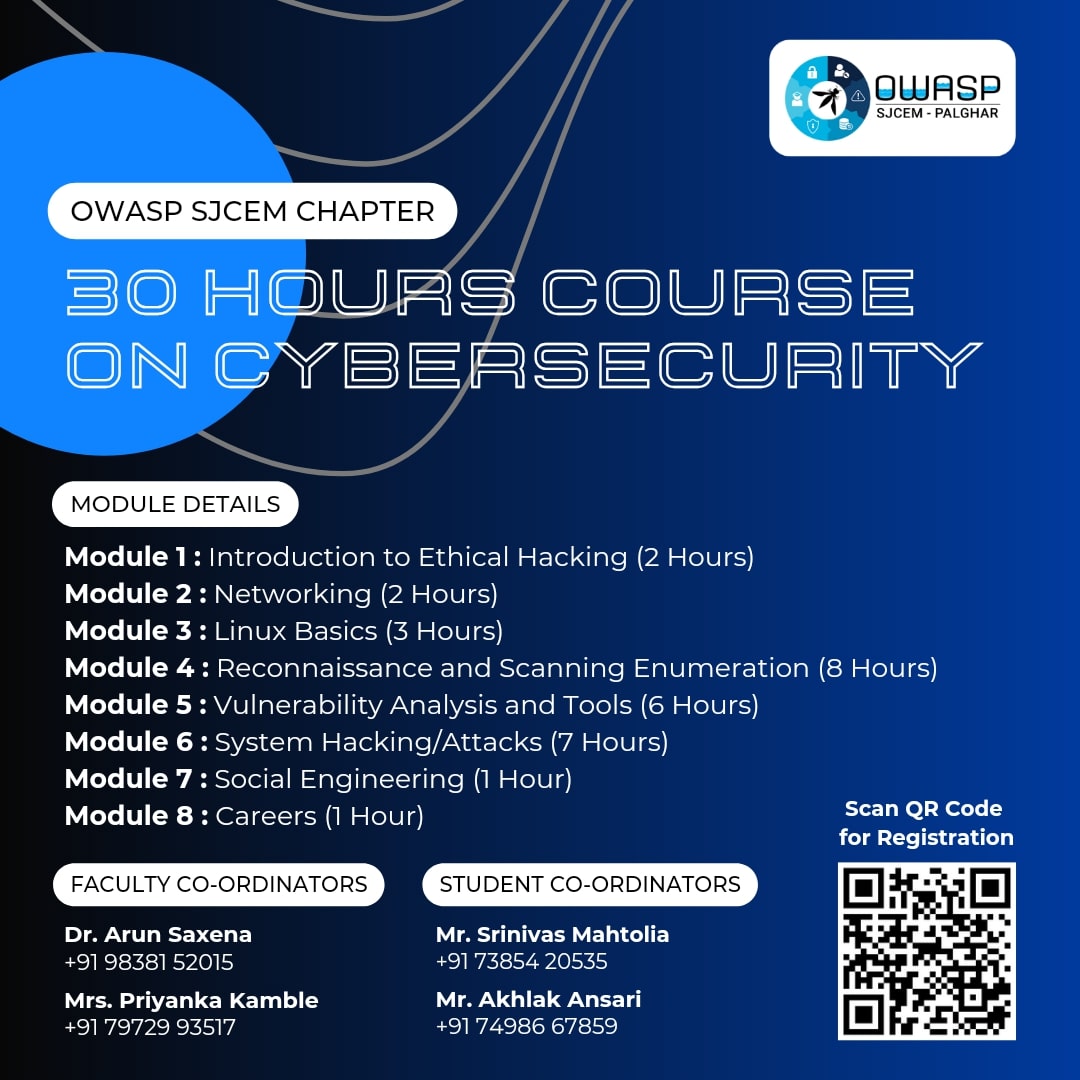 OWASP
SJCEM - PALGHAR
OWASP SJCEM CHAPTER
30 HOURS COURSE
ON CYBERSECURITY
MODULE DETAILS
Module 1 : Introduction to Ethical Hacking (2 Hours)
Module 2 : Networking (2 Hours)
Module 3 : Linux Basics (3 Hours)
Module 4 : Reconnaissance and Scanning Enumeration (8 Hours)
Module 5 : Vulnerability Analysis and Tools (6 Hours)
Module 6 : System Hacking/Attacks (7 Hours)
Module 7 : Social Engineering (1 Hour)
Module 8 : Careers (1 Hour)
Scan QR Code
for Registration
FACULTY CO-ORDINATORS
Dr. Arun Saxena
+91 98381 52015
Mrs. Priyanka Kamble
+91 79729 93517
STUDENT CO-ORDINATORS
Mr. Srinivas Mahtolia
+91 73854 20535
Mr. Akhlak Ansari
+91 74986 67859